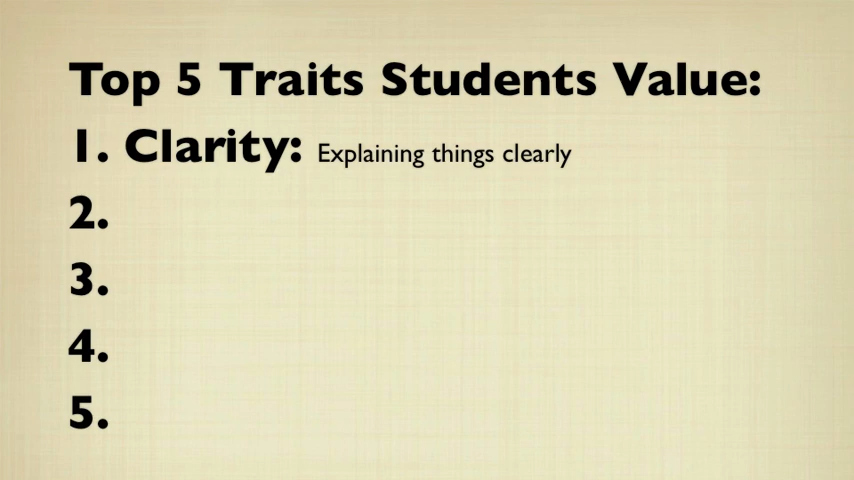 Top 5 Traits Students Value:
1. Clarity: Explaining things clearly
2.
3.
4.
5.